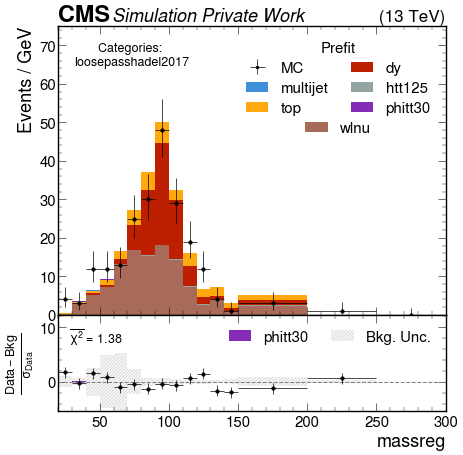 CMS Simulation Private Work (13 TeV)
Categories:
loosepasshadel2017
Prefit
MC
dy
multijet
htt125
top
phitt30
wlnu
Events / GeV
70
60
50
40
30
20
10
0
χ² = 1.38
phitt30
Bkg. Unc.
Data − Bkg
σData
10
0
50 100 150 200 250 300
massreg